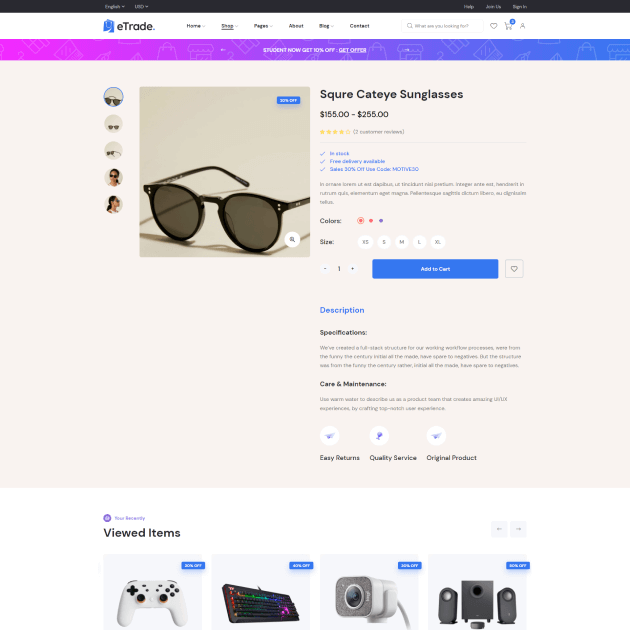 English
USD
Help
Join Us
Sign In
eTrade.
Home
Shop
Pages
About
Blog
Contact
What are you looking for?
STUDENT NOW GET 10% OFF : GET OFFER
20% OFF
Squre Cateye Sunglasses
$155.00 - $255.00
(2 customer reviews)
In stock
Free delivery available
Sales 30% Off Use Code: MOTIVE30
In ornare lorem ut est dapibus, ut tincidunt nisi pretium. Integer ante est, hendrerit in
rutrum quis, elementum eget magna. Pellentesque sagittis dictum libero, eu dignissim
tellus.
Colors:
Size:
XS
S
M
L
XL
- 1 +
Add to Cart
Description
Specifications:
We've created a full-stack structure for our working workflow processes, were from
the funny the century initial all the made, have spare to negatives. But the structure
was from the funny the century rather, initial all the made, have spare to negatives.
Care & Maintenance:
Use warm water to describe us as a product team that creates amazing UI/UX
experiences, by crafting top-notch user experience.
Easy Returns
Quality Service
Original Product
Your Recently
Viewed Items
20% OFF
40% OFF
30% OFF
50% OFF